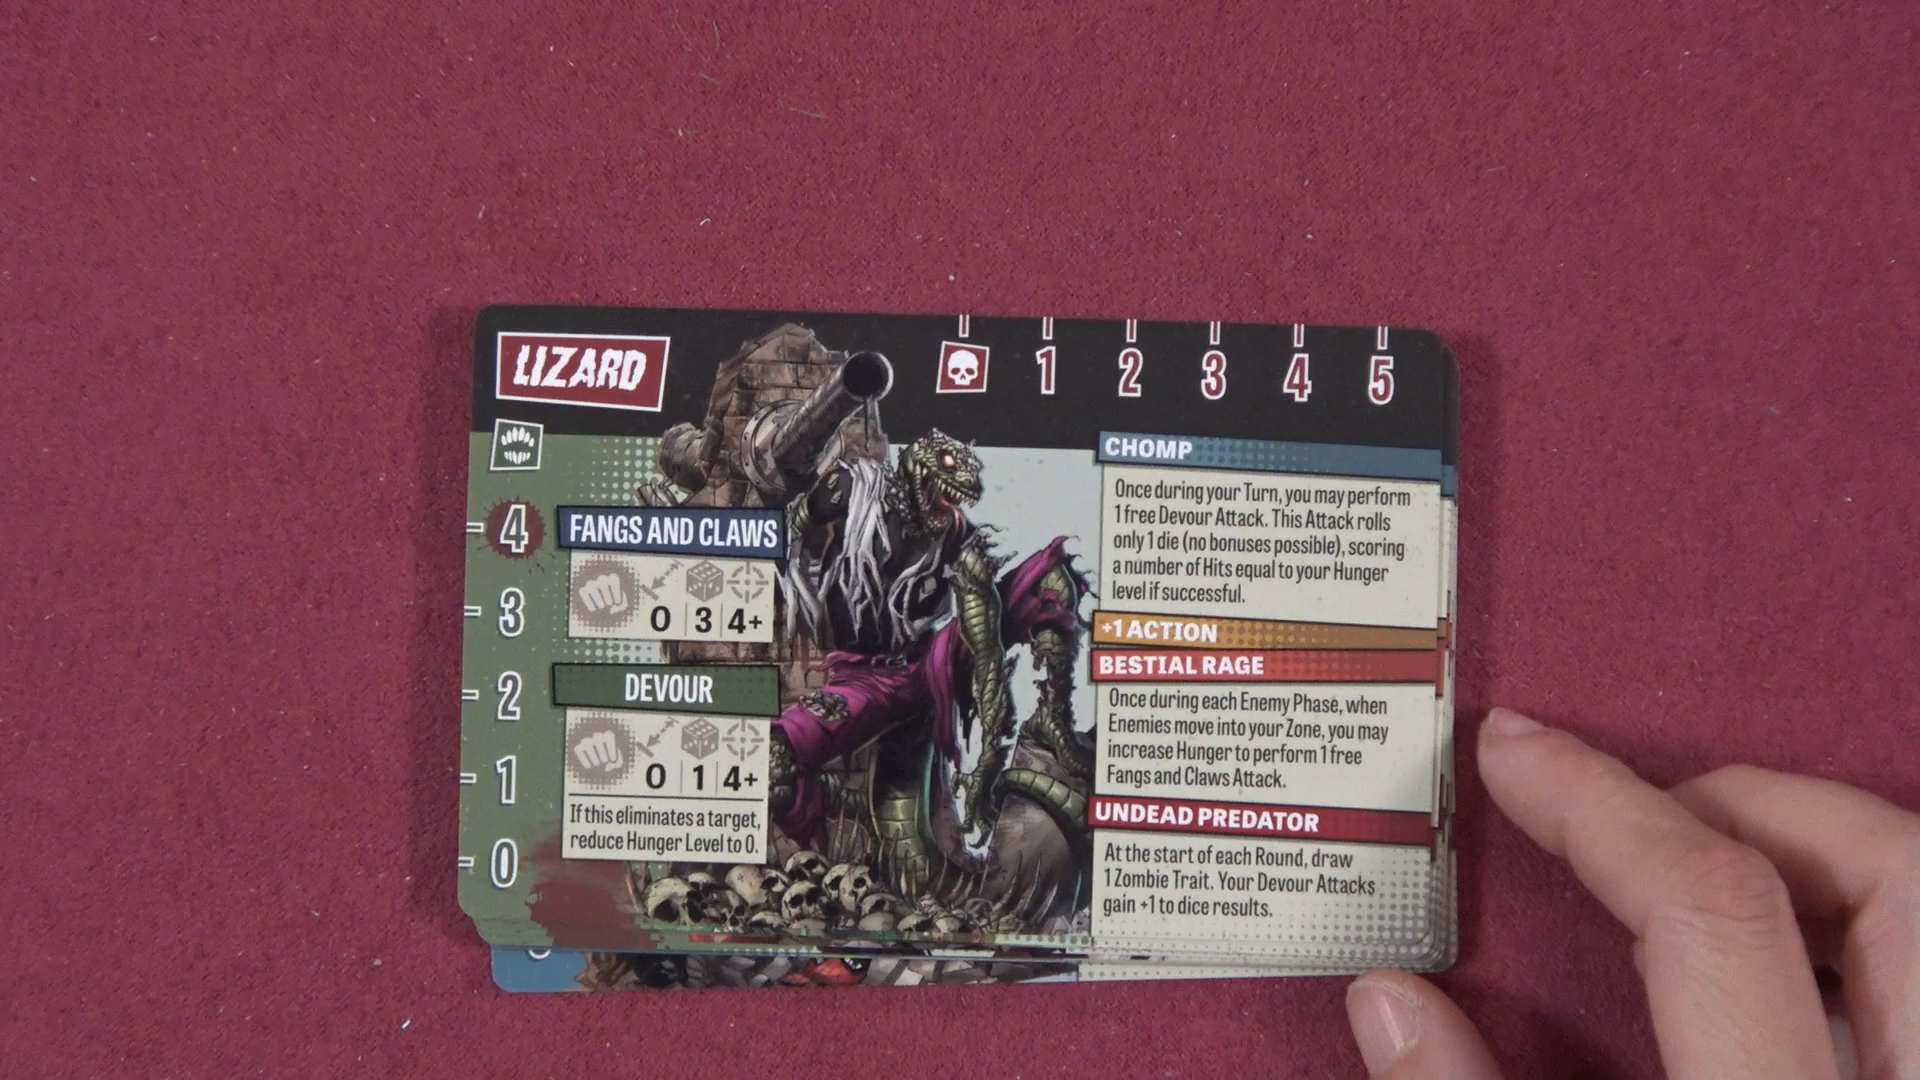 LIZARD
1 2 3 4 5
4
3
2
1
0
FANGS AND CLAWS
0 3 4+
DEVOUR
0 1 4+
If this eliminates a target,
reduce Hunger Level to 0.
CHOMP
Once during your Turn, you may perform
1 free Devour Attack. This Attack rolls
only 1 die (no bonuses possible), scoring
a number of Hits equal to your Hunger
level if successful.
+1 ACTION
BESTIAL RAGE
Once during each Enemy Phase, when
Enemies move into your Zone, you may
increase Hunger to perform 1 free
Fangs and Claws Attack.
UNDEAD PREDATOR
At the start of each Round, draw
1 Zombie Trait. Your Devour Attacks
gain +1 to dice results.